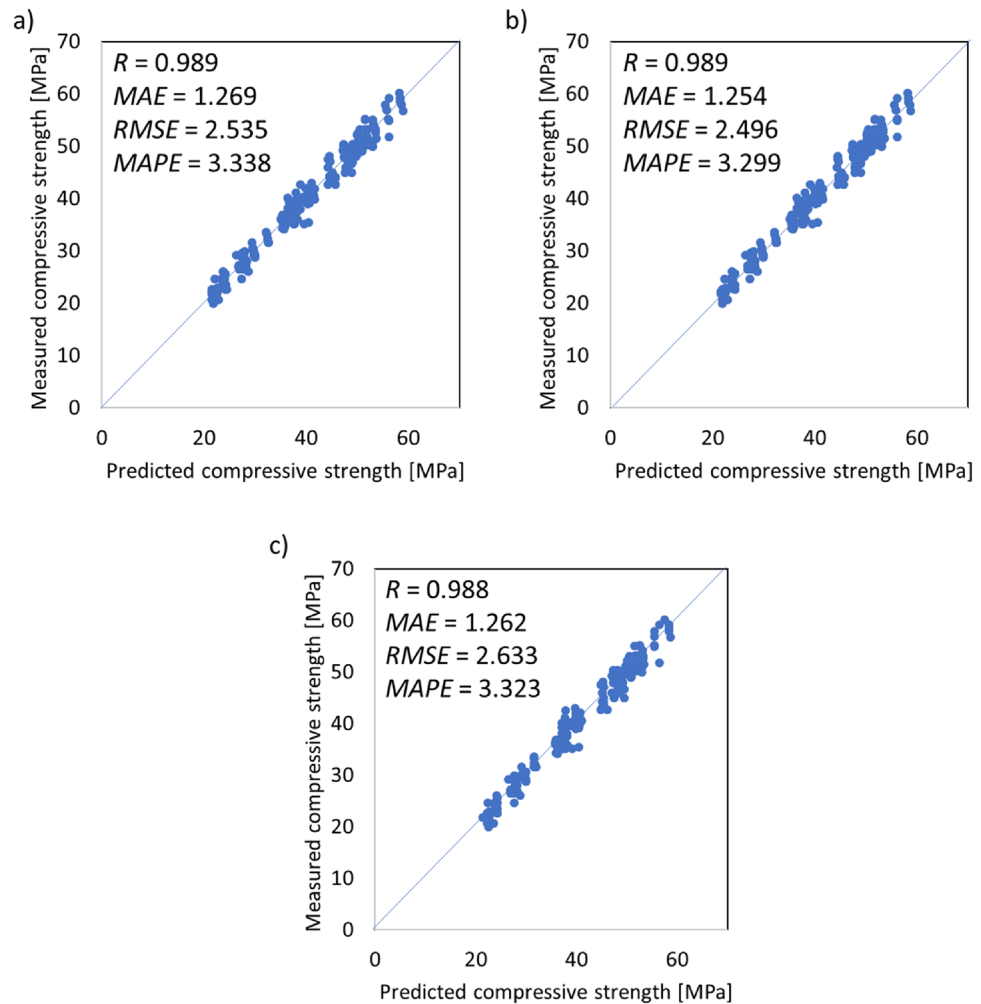 a)
Measured compressive strength [MPa]
70
60
50
40
30
20
10
0
R = 0.989
MAE = 1.269
RMSE = 2.535
MAPE = 3.338
0 20 40 60
Predicted compressive strength [MPa]
b)
Measured compressive strength [MPa]
70
60
50
40
30
20
10
0
R = 0.989
MAE = 1.254
RMSE = 2.496
MAPE = 3.299
0 20 40 60
Predicted compressive strength [MPa]
c)
Measured compressive strength [MPa]
70
60
50
40
30
20
10
0
R = 0.988
MAE = 1.262
RMSE = 2.633
MAPE = 3.323
0 20 40 60
Predicted compressive strength [MPa]